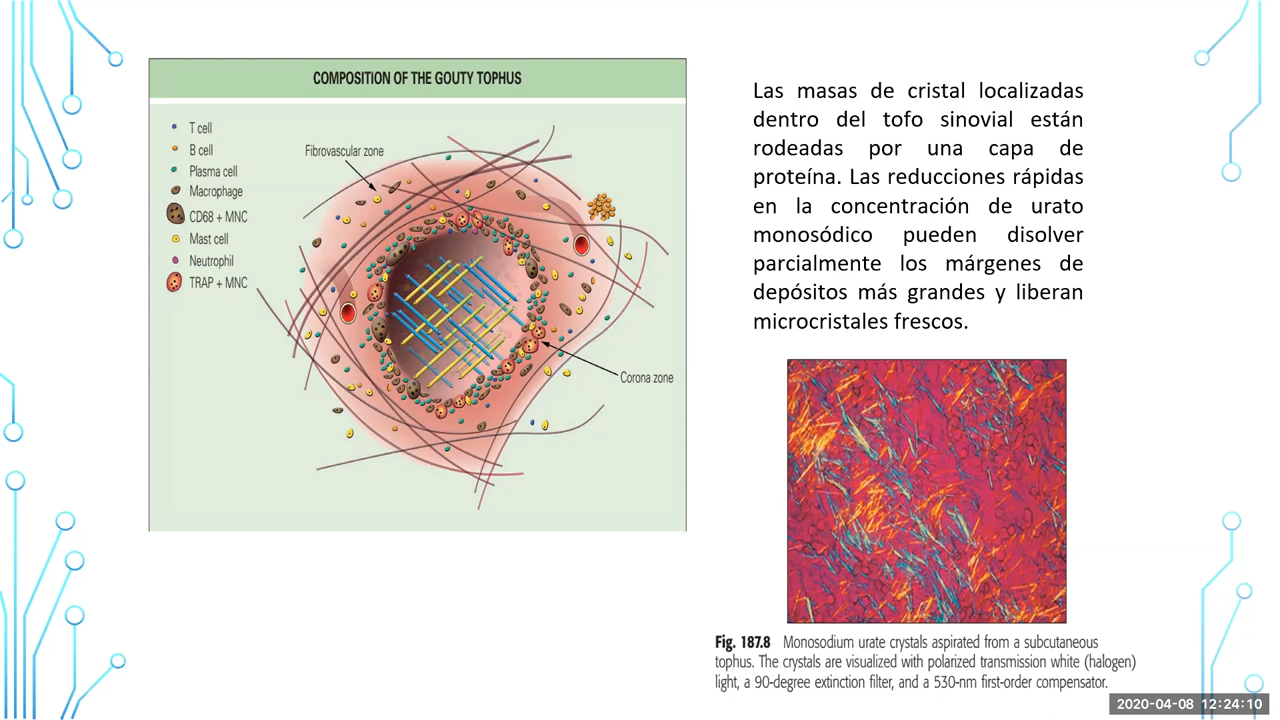 COMPOSITION OF THE GOUTY TOPHUS
T cell
B cell
Plasma cell
Macrophage
CD68 + MNC
Mast cell
Neutrophil
TRAP + MNC
Fibrovascular zone
Corona zone
Las masas de cristal localizadas
dentro del tofo sinovial están
rodeadas por una capa de
proteína. Las reducciones rápidas
en la concentración de urato
monosódico pueden disolver
parcialmente los márgenes de
depósitos más grandes y liberan
microcristales frescos.
Fig. 187.8 Monosodium urate crystals aspirated from a subcutaneous
tophus. The crystals are visualized with polarized transmission white (halogen)
light, a 90-degree extinction filter, and a 530-nm first-order compensator.
2020-04-08 12:24:10